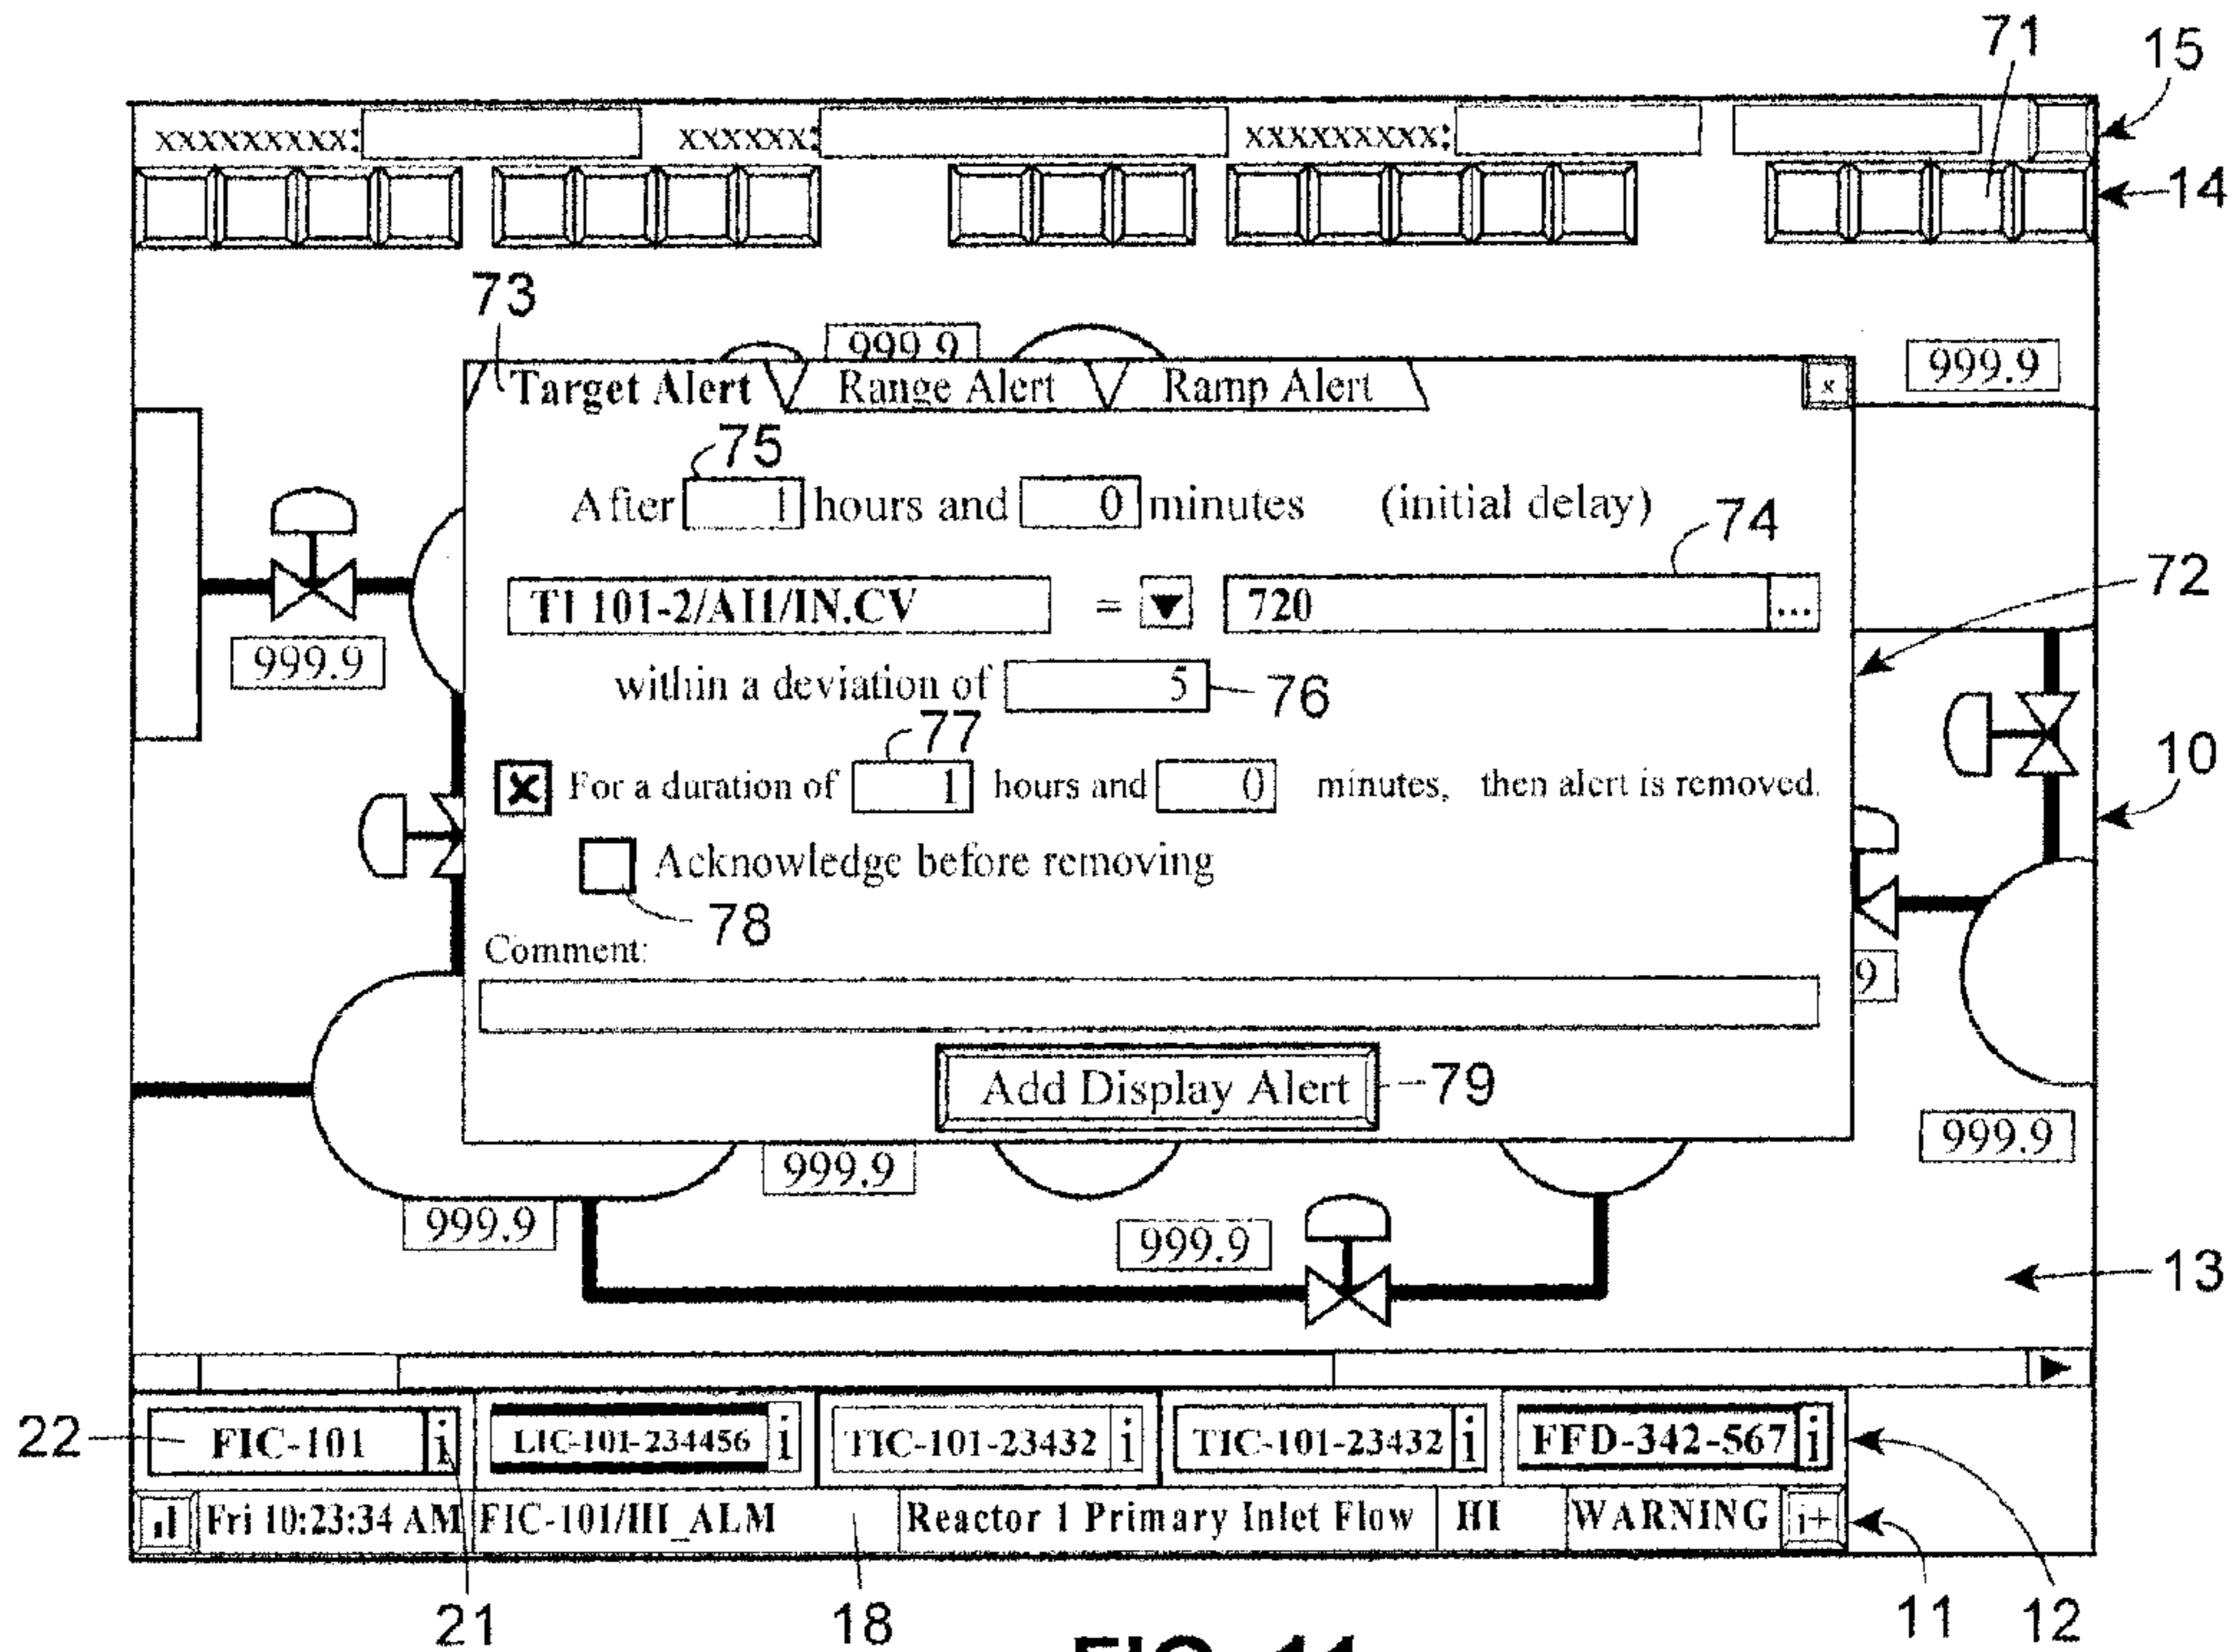 71
15
xxxxxxxxx: xxxxxx: xxxxxxxxx:
14
73
999.9
999.9
Target Alert Range Alert Ramp Alert x
75
After 1 hours and 0 minutes (initial delay)
74
72
TI 101-2/AI1/IN.CV = 720 ...
999.9
within a deviation of 5 76
77
10
For a duration of 1 hours and 0 minutes, then alert is removed.
Acknowledge before removing
78
Comment:
9
Add Display Alert 79
999.9
999.9
999.9
999.9
13
22
FIC-101 i LIC-101-234456 i TIC-101-23432 i TIC-101-23432 i FFD-342-567 i
Fri 10:23:34 AM FIC-101/HI_ALM Reactor 1 Primary Inlet Flow HI WARNING i+
21 18 11 12
FIG. 11